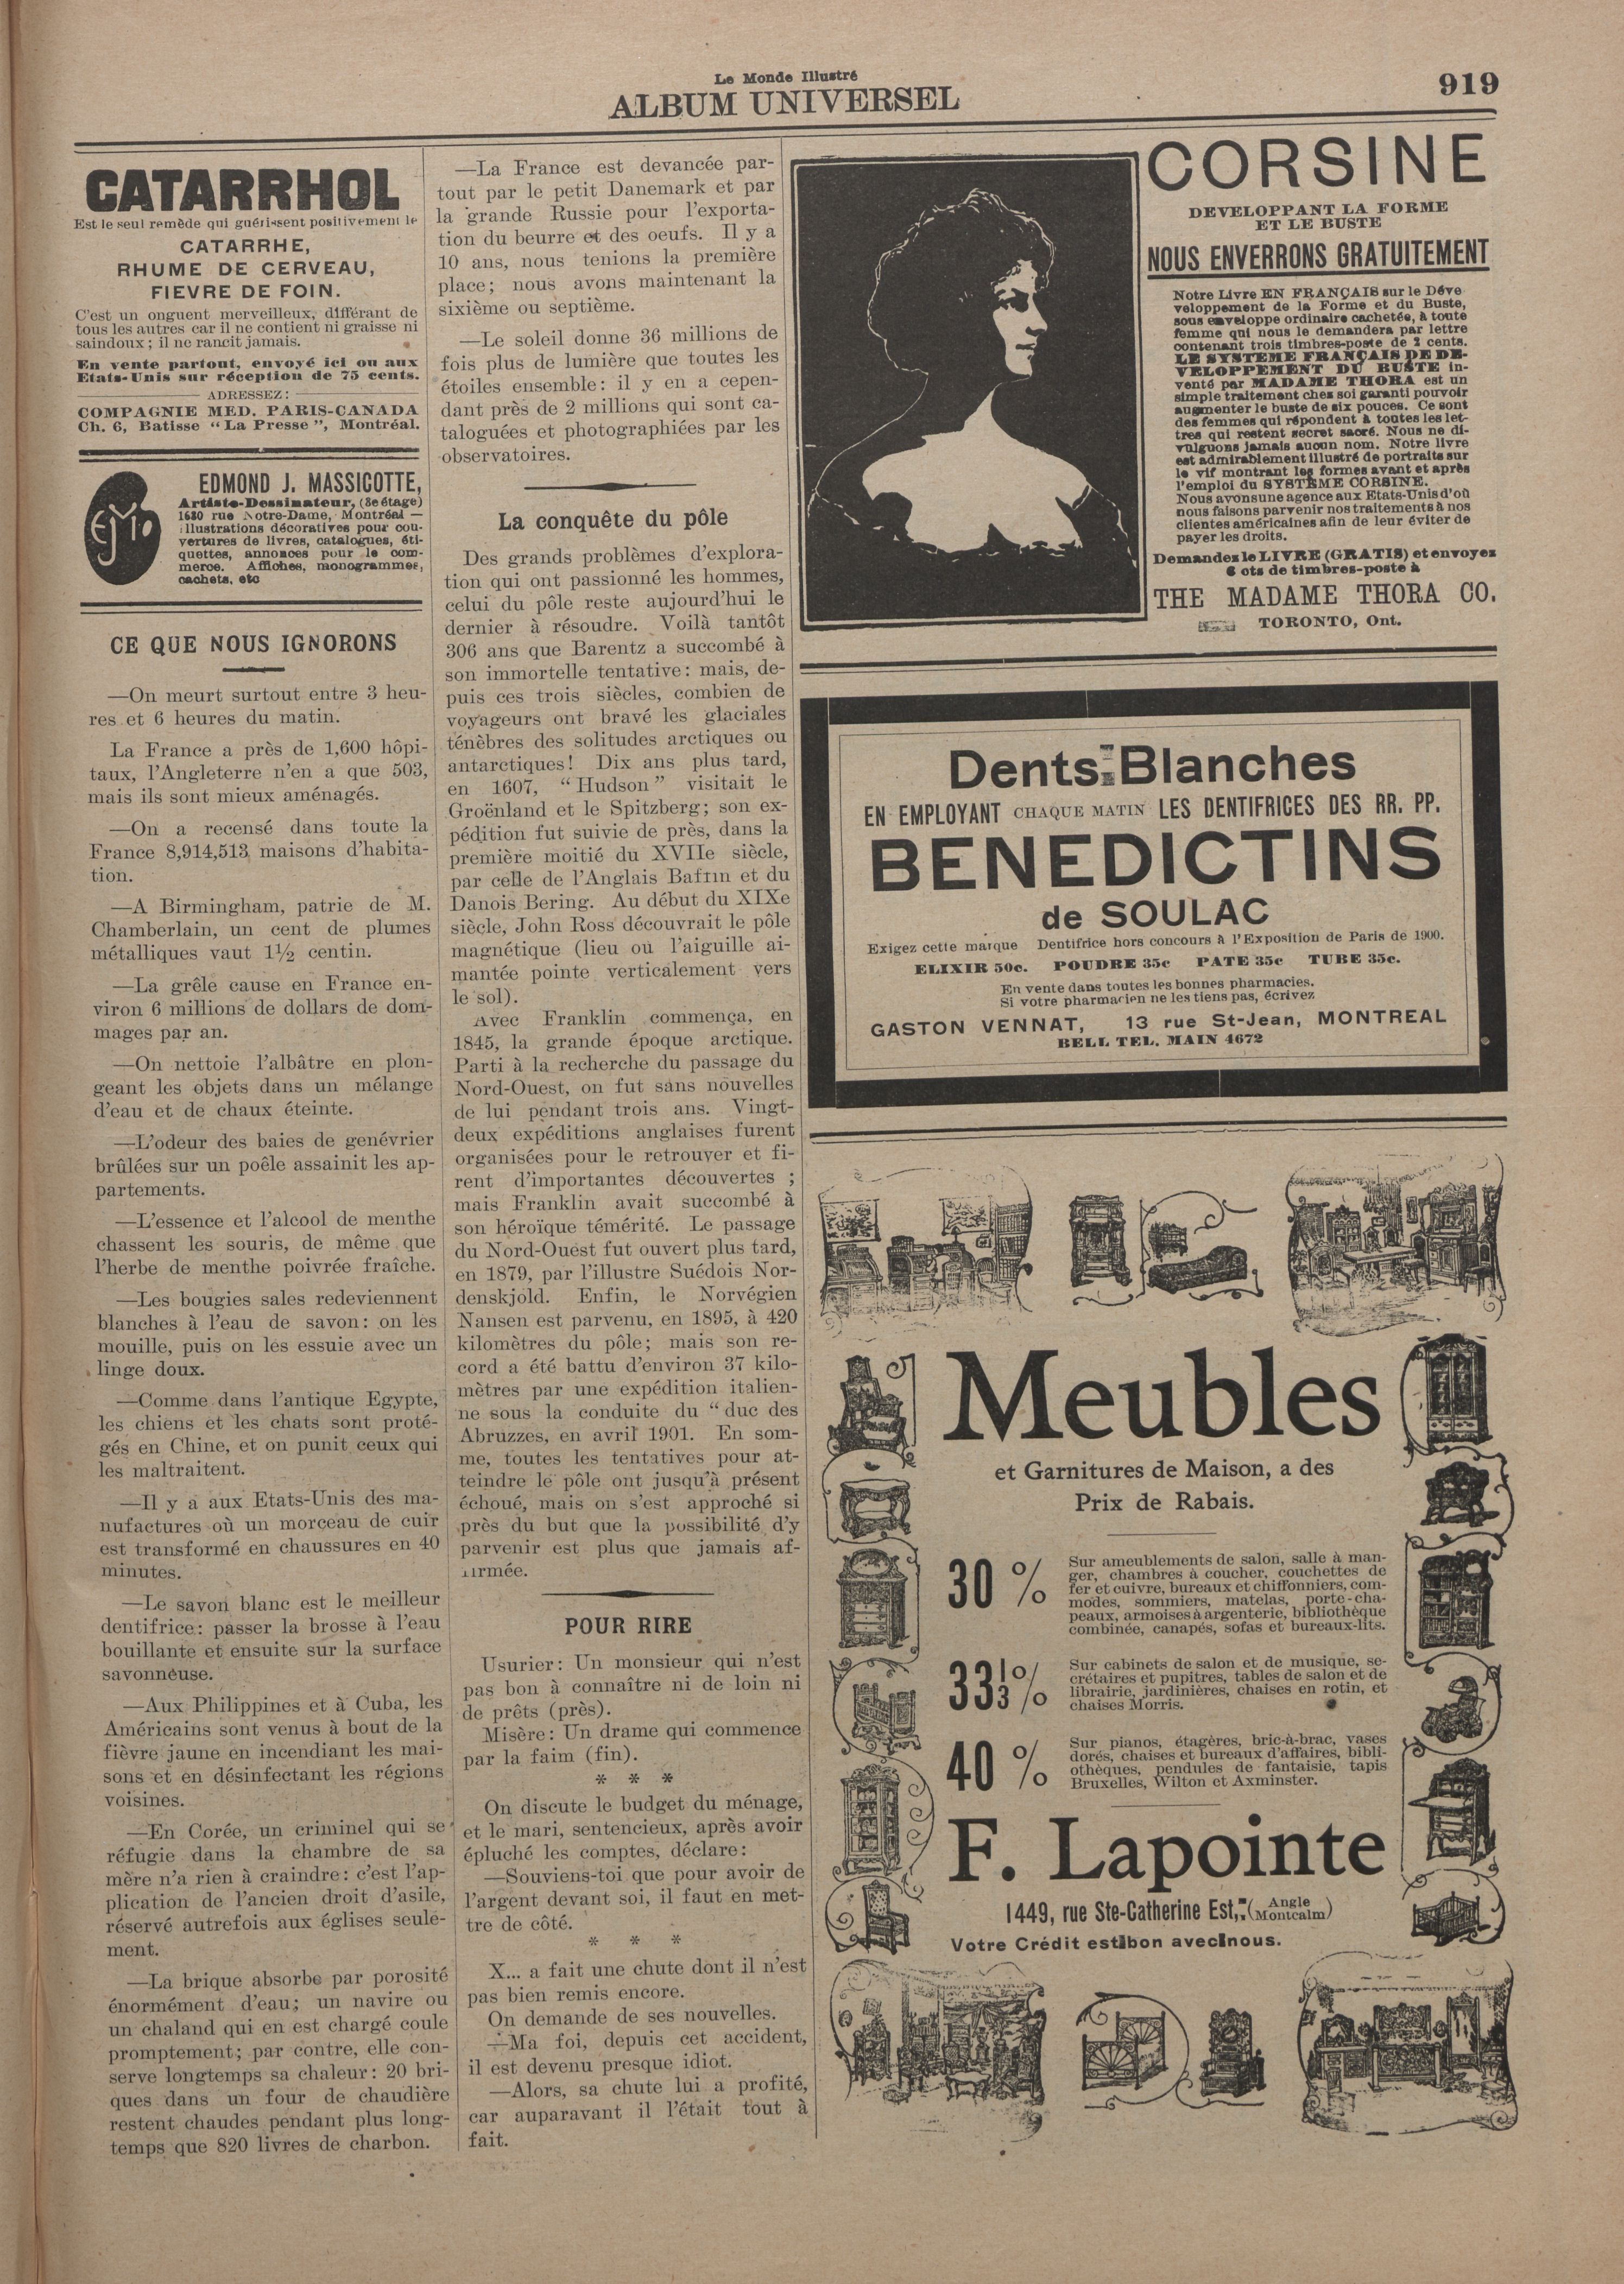 Le Monde Illustré
ALBUM UNIVERSEL
919
CATARRHOL
Est le seul remède qui guérissent positivement le
CATARRHE,
RHUME DE CERVEAU,
FIEVRE DE FOIN.
C'est un onguent merveilleux, différant de
tous les autres car il ne contient ni graisse ni
saindoux ; il ne rancit jamais.
En vente partout, envoyé ici ou aux
Etats-Unis sur réception de 75 cents.
ADRESSEZ :
COMPAGNIE MED. PARIS-CANADA
Ch. 6, Batisse “ La Presse ”, Montréal.
EDMOND J. MASSICOTTE,
Artiste-Dessinateur, (3e étage)
1630 rue Notre-Dame, Montréal —
illustrations décoratives pour cou-
vertures de livres, catalogues, éti-
quettes, annonces pour le com-
merce. Affiches, monogrammes,
cachets, etc
CE QUE NOUS IGNORONS
—On meurt surtout entre 3 heu-
res et 6 heures du matin.
La France a près de 1,600 hôpi-
taux, l'Angleterre n'en a que 503,
mais ils sont mieux aménagés.
—On a recensé dans toute la
France 8,914,513 maisons d'habita-
tion.
—A Birmingham, patrie de M.
Chamberlain, un cent de plumes
métalliques vaut 1½ centin.
—La grêle cause en France en-
viron 6 millions de dollars de dom-
mages par an.
—On nettoie l'albâtre en plon-
geant les objets dans un mélange
d'eau et de chaux éteinte.
—L'odeur des baies de genévrier
brûlées sur un poêle assainit les ap-
partements.
—L'essence et l'alcool de menthe
chassent les souris, de même que
l'herbe de menthe poivrée fraîche.
—Les bougies sales redeviennent
blanches à l'eau de savon : on les
mouille, puis on les essuie avec un
linge doux.
—Comme dans l'antique Egypte,
les chiens et les chats sont proté-
gés en Chine, et on punit ceux qui
les maltraitent.
—Il y a aux Etats-Unis des ma-
nufactures où un morceau de cuir
est transformé en chaussures en 40
minutes.
—Le savon blanc est le meilleur
dentifrice : passer la brosse à l'eau
bouillante et ensuite sur la surface
savonneuse.
—Aux Philippines et à Cuba, les
Américains sont venus à bout de la
fièvre jaune en incendiant les mai-
sons et en désinfectant les régions
voisines.
—En Corée, un criminel qui se
réfugie dans la chambre de sa
mère n'a rien à craindre : c'est l'ap-
plication de l'ancien droit d'asile,
réservé autrefois aux églises seule-
ment.
—La brique absorbe par porosité
énormément d'eau ; un navire ou
un chaland qui en est chargé coule
promptement ; par contre, elle con-
serve longtemps sa chaleur : 20 bri-
ques dans un four de chaudière
restent chaudes pendant plus long-
temps que 820 livres de charbon.
—La France est devancée par-
tout par le petit Danemark et par
la grande Russie pour l'exporta-
tion du beurre et des oeufs. Il y a
10 ans, nous tenions la première
place ; nous avons maintenant la
sixième ou septième.
—Le soleil donne 36 millions de
fois plus de lumière que toutes les
étoiles ensemble : il y en a cepen-
dant près de 2 millions qui sont ca-
taloguées et photographiées par les
observatoires.
La conquête du pôle
Des grands problèmes d'explora-
tion qui ont passionné les hommes,
celui du pôle reste aujourd'hui le
dernier à résoudre. Voilà tantôt
306 ans que Barentz a succombé à
son immortelle tentative : mais, de-
puis ces trois siècles, combien de
voyageurs ont bravé les glaciales
ténèbres des solitudes arctiques ou
antarctiques ! Dix ans plus tard,
en 1607, “ Hudson ” visitait le
Groënland et le Spitzberg ; son ex-
pédition fut suivie de près, dans la
première moitié du XVIIe siècle,
par celle de l'Anglais Baffin et du
Danois Bering. Au début du XIXe
siècle, John Ross découvrait le pôle
magnétique (lieu où l'aiguille ai-
mantée pointe verticalement vers
le sol).
Avec Franklin commença, en
1845, la grande époque arctique.
Parti à la recherche du passage du
Nord-Ouest, on fut sans nouvelles
de lui pendant trois ans. Vingt-
deux expéditions anglaises furent
organisées pour le retrouver et fi-
rent d'importantes découvertes ;
mais Franklin avait succombé à
son héroïque témérité. Le passage
du Nord-Ouest fut ouvert plus tard,
en 1879, par l'illustre Suédois Nor-
denskjold. Enfin, le Norvégien
Nansen est parvenu, en 1895, à 420
kilomètres du pôle ; mais son re-
cord a été battu d'environ 37 kilo-
mètres par une expédition italien-
ne sous la conduite du “ duc des
Abruzzes, en avril 1901. En som-
me, toutes les tentatives pour at-
teindre le pôle ont jusqu'à présent
échoué, mais on s'est approché si
près du but que la possibilité d'y
parvenir est plus que jamais af-
firmée.
POUR RIRE
Usurier : Un monsieur qui n'est
pas bon à connaître ni de loin ni
de prêts (près).
Misère : Un drame qui commence
par la faim (fin).
* * *
On discute le budget du ménage,
et le mari, sentencieux, après avoir
épluché les comptes, déclare :
—Souviens-toi que pour avoir de
l'argent devant soi, il faut en met-
tre de côté.
* * *
X... a fait une chute dont il n'est
pas bien remis encore.
On demande de ses nouvelles.
—Ma foi, depuis cet accident,
il est devenu presque idiot.
—Alors, sa chute lui a profité,
car auparavant il l'était tout à
fait.
CORSINE
DEVELOPPANT LA FORME
ET LE BUSTE
NOUS ENVERRONS GRATUITEMENT
Notre Livre EN FRANÇAIS sur le Déve
veloppement de la Forme et du Buste,
sous enveloppe ordinaire cachetée, à toute
femme qui nous le demandera par lettre
contenant trois timbres-poste de 2 cents.
LE SYSTEME FRANÇAIS DE DE-
VELOPPEMENT DU BUSTE in-
venté par MADAME THORA est un
simple traitement chez soi garanti pouvoir
augmenter le buste de six pouces. Ce sont
des femmes qui répondent à toutes les let-
tres qui restent secret sacré. Nous ne di-
vulguons jamais aucun nom. Notre livre
est admirablement illustré de portraits sur
le vif montrant les formes avant et après
l'emploi du SYSTÈME CORSINE.
Nous avons une agence aux Etats-Unis d'où
nous faisons parvenir nos traitements à nos
clientes américaines afin de leur éviter de
payer les droits.
Demandez le LIVRE (GRATIS) et envoyez
6 cts de timbres-poste à
THE MADAME THORA CO.
TORONTO, Ont.
Dents Blanches
EN EMPLOYANT CHAQUE MATIN LES DENTIFRICES DES RR. PP.
BENEDICTINS
de SOULAC
Exigez cette marque Dentifrice hors concours à l'Exposition de Paris de 1900.
ELIXIR 50c. POUDRE 35c PATE 35c TUBE 35c.
En vente dans toutes les bonnes pharmacies.
Si votre pharmacien ne les tiens pas, écrivez
GASTON VENNAT, 13 rue St-Jean, MONTREAL
BELL TEL. MAIN 4672
Meubles
et Garnitures de Maison, a des
Prix de Rabais.
30 % Sur ameublements de salon, salle à man-
ger, chambres à coucher, couchettes de
fer et cuivre, bureaux et chiffonniers, com-
modes, sommiers, matelas, porte-cha-
peaux, armoises à argenterie, bibliothèque
combinée, canapés, sofas et bureaux-lits.
33⅓ % Sur cabinets de salon et de musique, se-
crétaires et pupitres, tables de salon et de
librairie, jardinières, chaises en rotin, et
chaises Morris.
40 % Sur pianos, étagères, bric-à-brac, vases
dorés, chaises et bureaux d'affaires, bibli-
othèques, pendules de fantaisie, tapis
Bruxelles, Wilton et Axminster.
F. Lapointe
1449, rue Ste-Catherine Est, (Angle Montcalm)
Votre Crédit est bon avec nous.